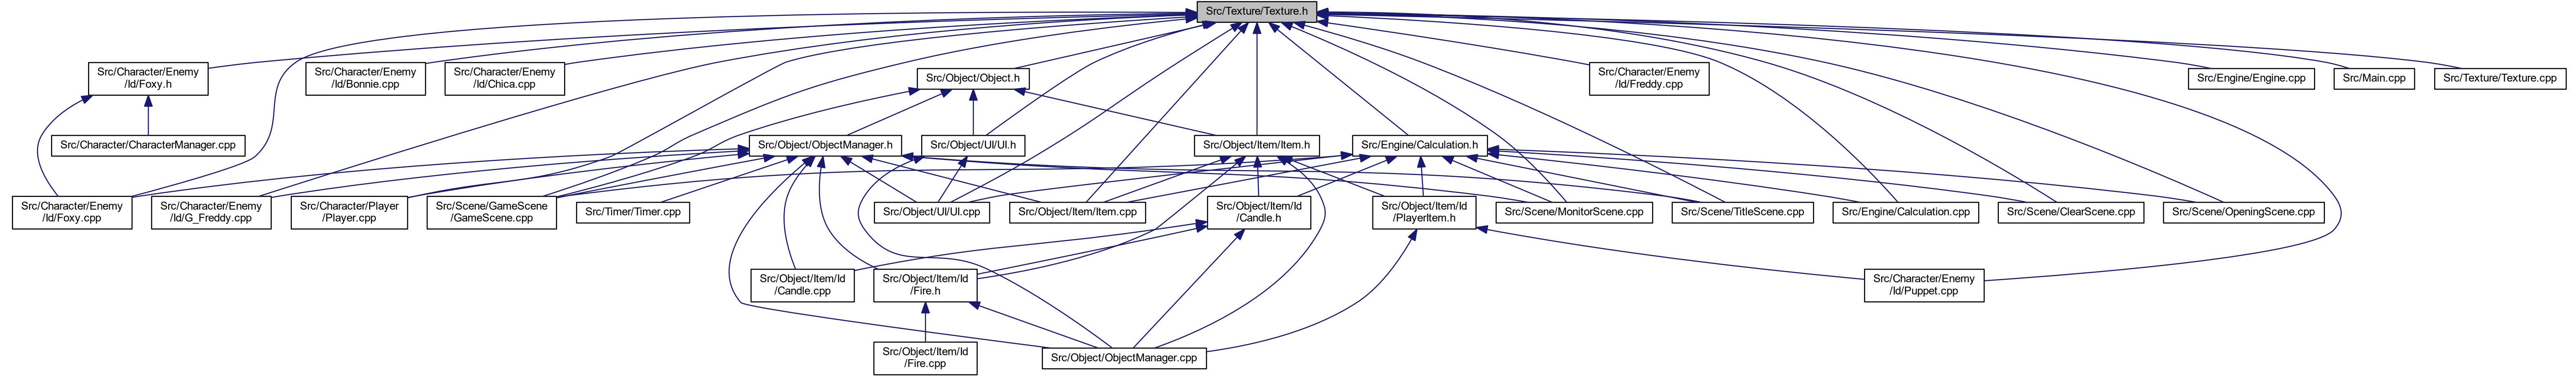 Src/Texture/Texture.h
Src/Character/Enemy
/Id/Foxy.h
Src/Character/Enemy
/Id/Bonnie.cpp
Src/Character/Enemy
/Id/Chica.cpp
Src/Object/Object.h
Src/Character/Enemy
/Id/Freddy.cpp
Src/Engine/Engine.cpp
Src/Main.cpp
Src/Texture/Texture.cpp
Src/Character/CharacterManager.cpp
Src/Object/ObjectManager.h
Src/Object/UI/UI.h
Src/Object/Item/Item.h
Src/Engine/Calculation.h
Src/Character/Enemy
/Id/Foxy.cpp
Src/Character/Enemy
/Id/G_Freddy.cpp
Src/Character/Player
/Player.cpp
Src/Scene/GameScene
/GameScene.cpp
Src/Timer/Timer.cpp
Src/Object/UI/UI.cpp
Src/Object/Item/Item.cpp
Src/Object/Item/Id
/Candle.h
Src/Object/Item/Id
/PlayerItem.h
Src/Scene/MonitorScene.cpp
Src/Scene/TitleScene.cpp
Src/Engine/Calculation.cpp
Src/Scene/ClearScene.cpp
Src/Scene/OpeningScene.cpp
Src/Object/Item/Id
/Candle.cpp
Src/Object/Item/Id
/Fire.h
Src/Character/Enemy
/Id/Puppet.cpp
Src/Object/Item/Id
/Fire.cpp
Src/Object/ObjectManager.cpp